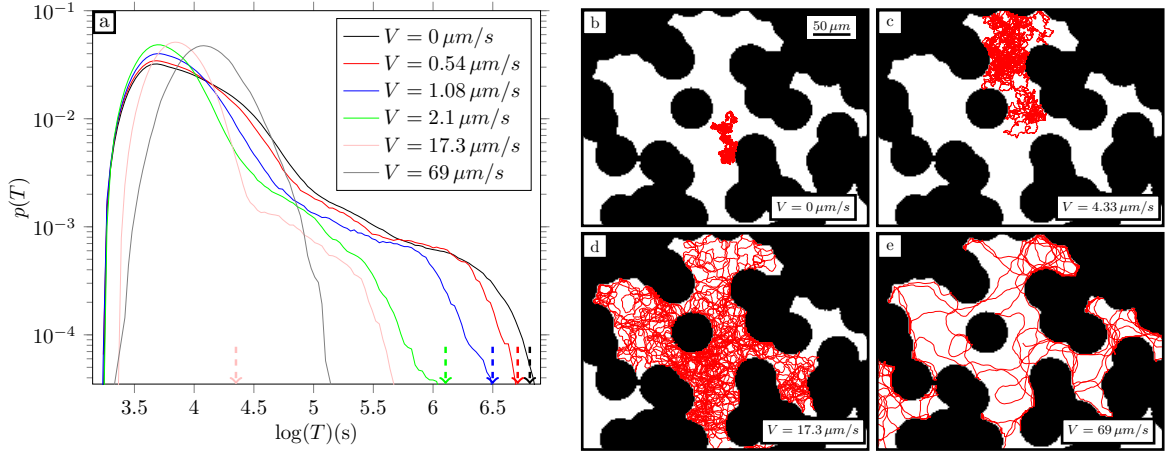 a
p(T)
10⁻¹
10⁻²
10⁻³
10⁻⁴
3.5 4 4.5 5 5.5 6 6.5
log(T)(s)
V = 0 μm/s
V = 0.54 μm/s
V = 1.08 μm/s
V = 2.1 μm/s
V = 17.3 μm/s
V = 69 μm/s
b
50 μm
V = 0 μm/s
c
V = 4.33 μm/s
d
V = 17.3 μm/s
e
V = 69 μm/s